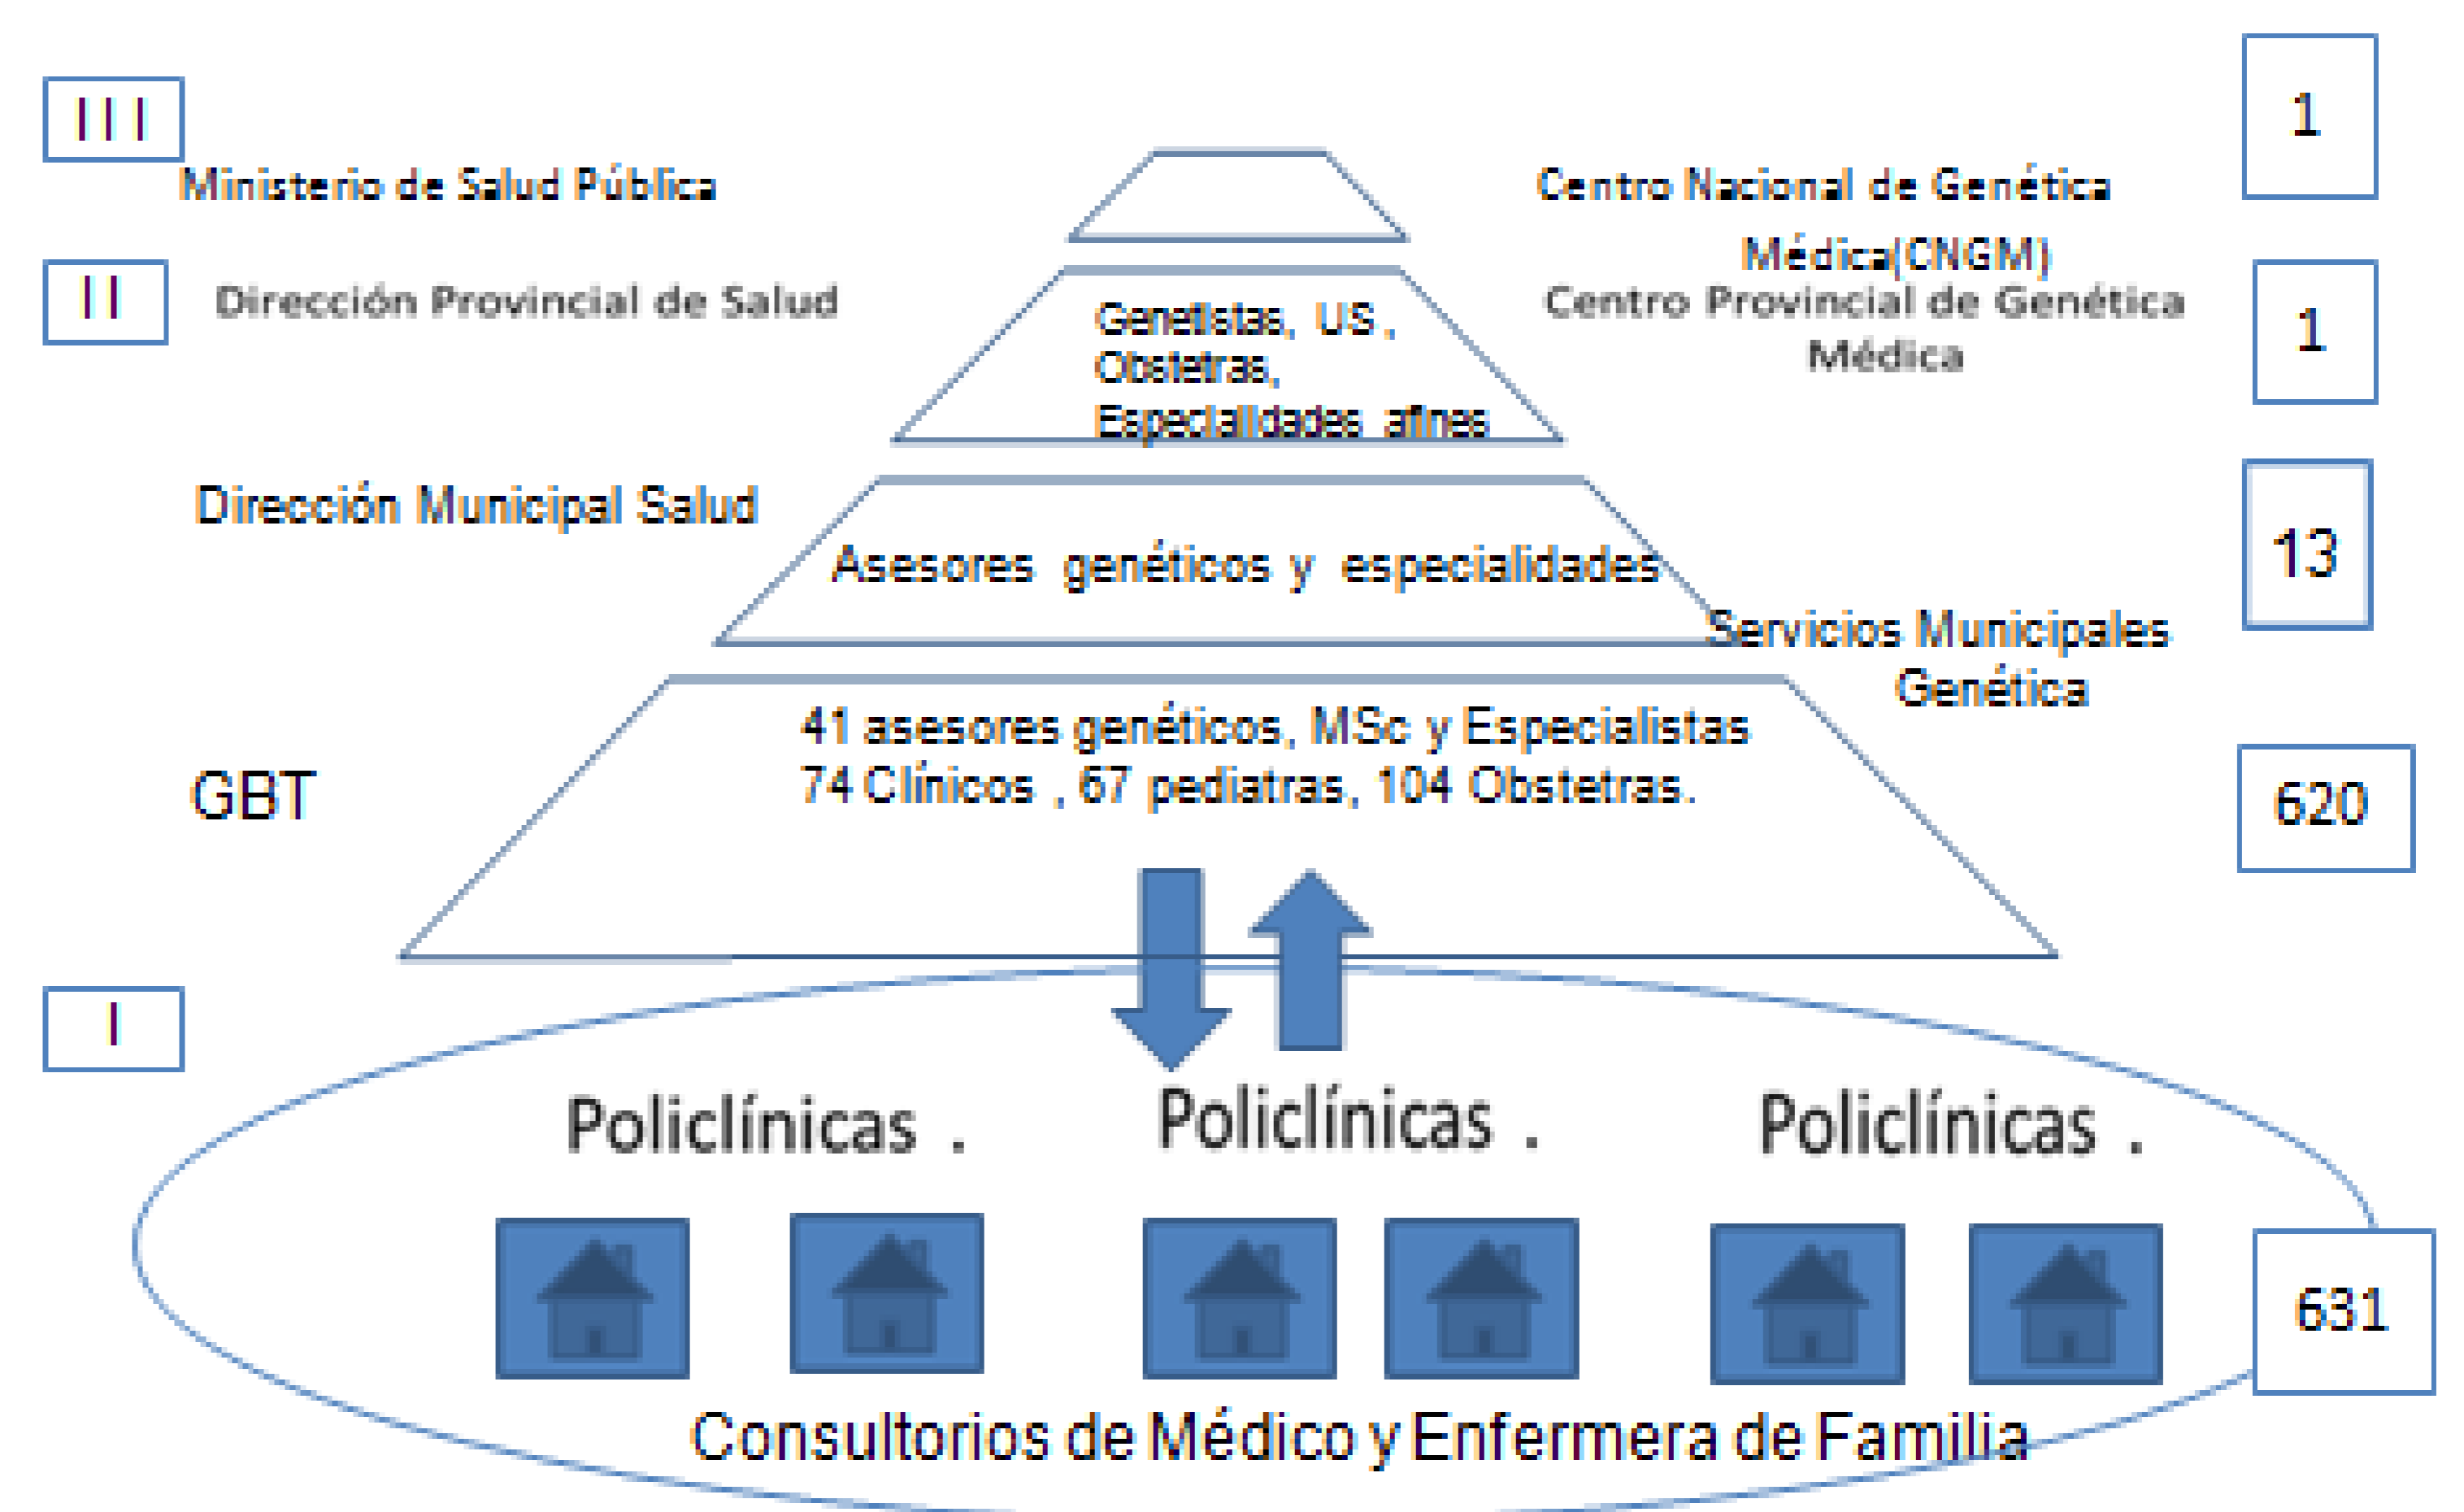 III
1
Ministerio de Salud Pública
Centro Nacional de Genética
Médica(CNGM)
II
Dirección Provincial de Salud
Genetistas, US,
Obstetras,
Especialidades afines
Centro Provincial de Genética
Médica
1
Dirección Municipal Salud
Asesores genéticos y especialidades
13
Servicios Municipales
Genética
41 asesores genéticos, MSc y Especialistas
74 Clínicos , 67 pediatras, 104 Obstetras.
GBT
620
I
Policlínicas .
Policlínicas .
Policlínicas .
631
Consultorios de Médico y Enfermera de Familia